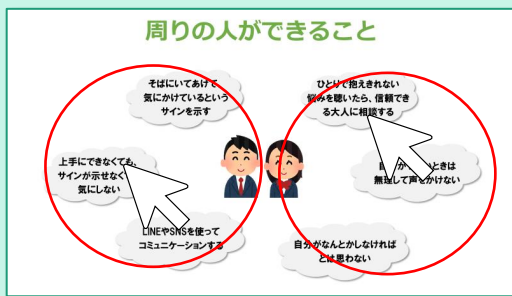 周りの人ができること
そばにいてあげて
気にかけているという
サインを示す
ひとりで抱えきれない
悩みを聴いたら、信頼でき
る大人に相談する
上手にできなくても、
サインが示せなく
気にしない
ときは
無理して声をかけない
LINEやSNSを使って
コミュニケーションする
自分がなんとかしなければ
とは思わない